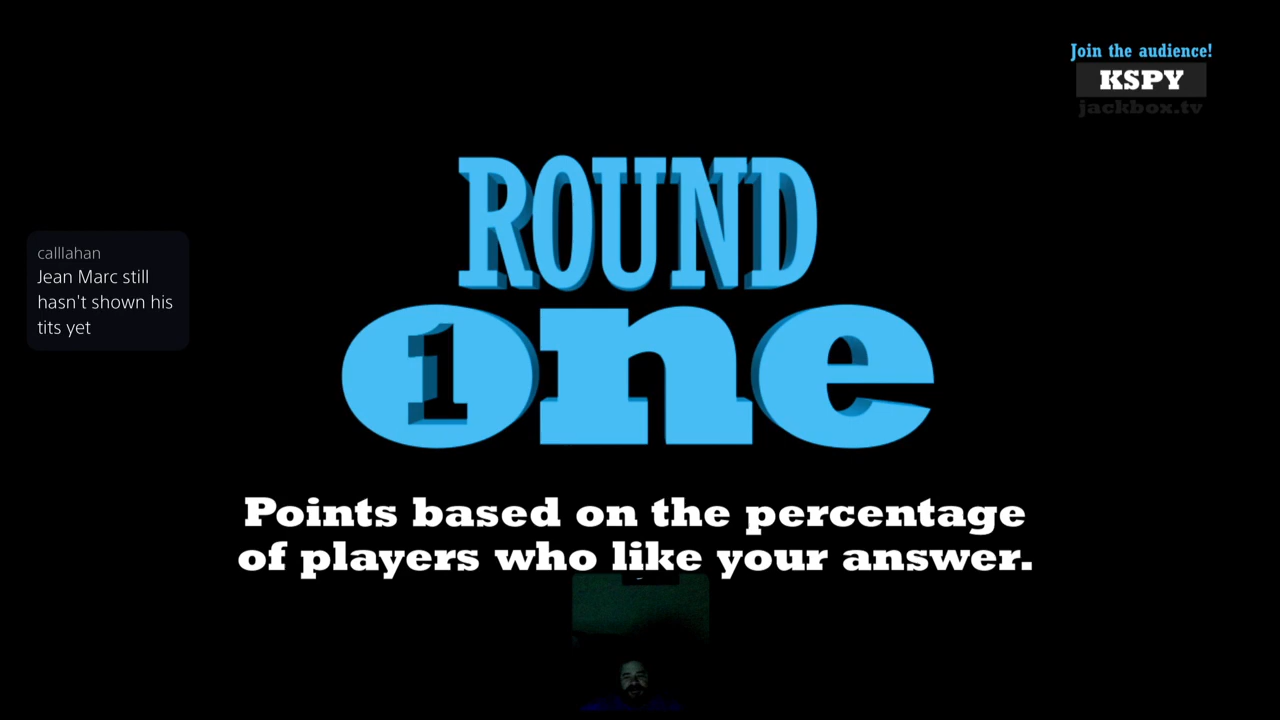 Join the audience!
KSPY
jackbox.tv
ROUND
One
1
calllahan
Jean Marc still
hasn't shown his
tits yet
Points based on the percentage
of players who like your answer.